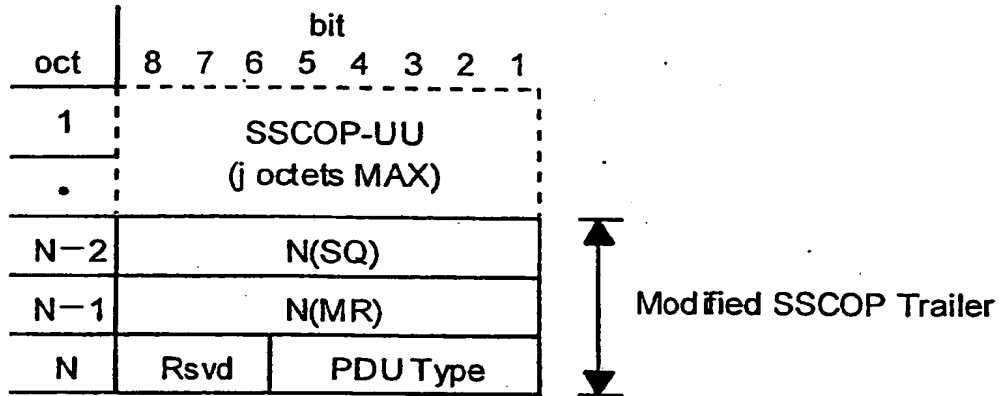 bit
oct 8 7 6 5 4 3 2 1
1
SSCOP-UU
(j octets MAX)
•
N−2 N(SQ)
N−1 N(MR) Modified SSCOP Trailer
N Rsvd PDU Type